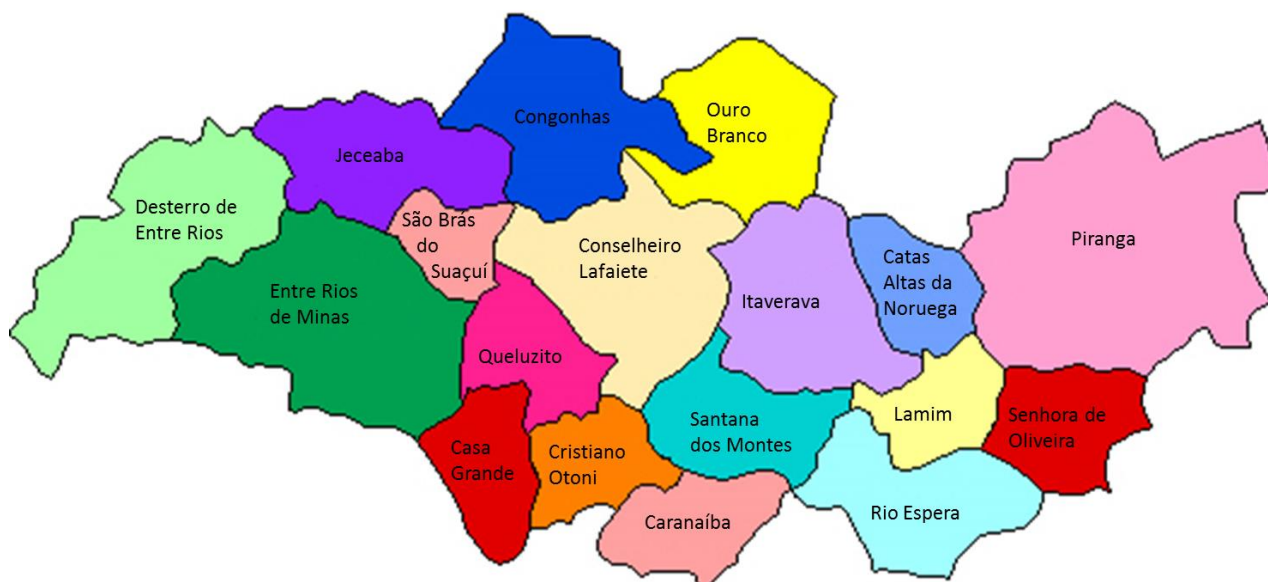 Congonhas
Ouro
Branco
Jeceaba
Desterro de
Entre Rios
São Brás
do
Suaçuí
Conselheiro
Lafaiete
Piranga
Catas
Altas da
Noruega
Entre Rios
de Minas
Itaverava
Queluzito
Lamim
Senhora de
Oliveira
Santana
dos Montes
Casa
Grande
Cristiano
Otoni
Caranaíba
Rio Espera